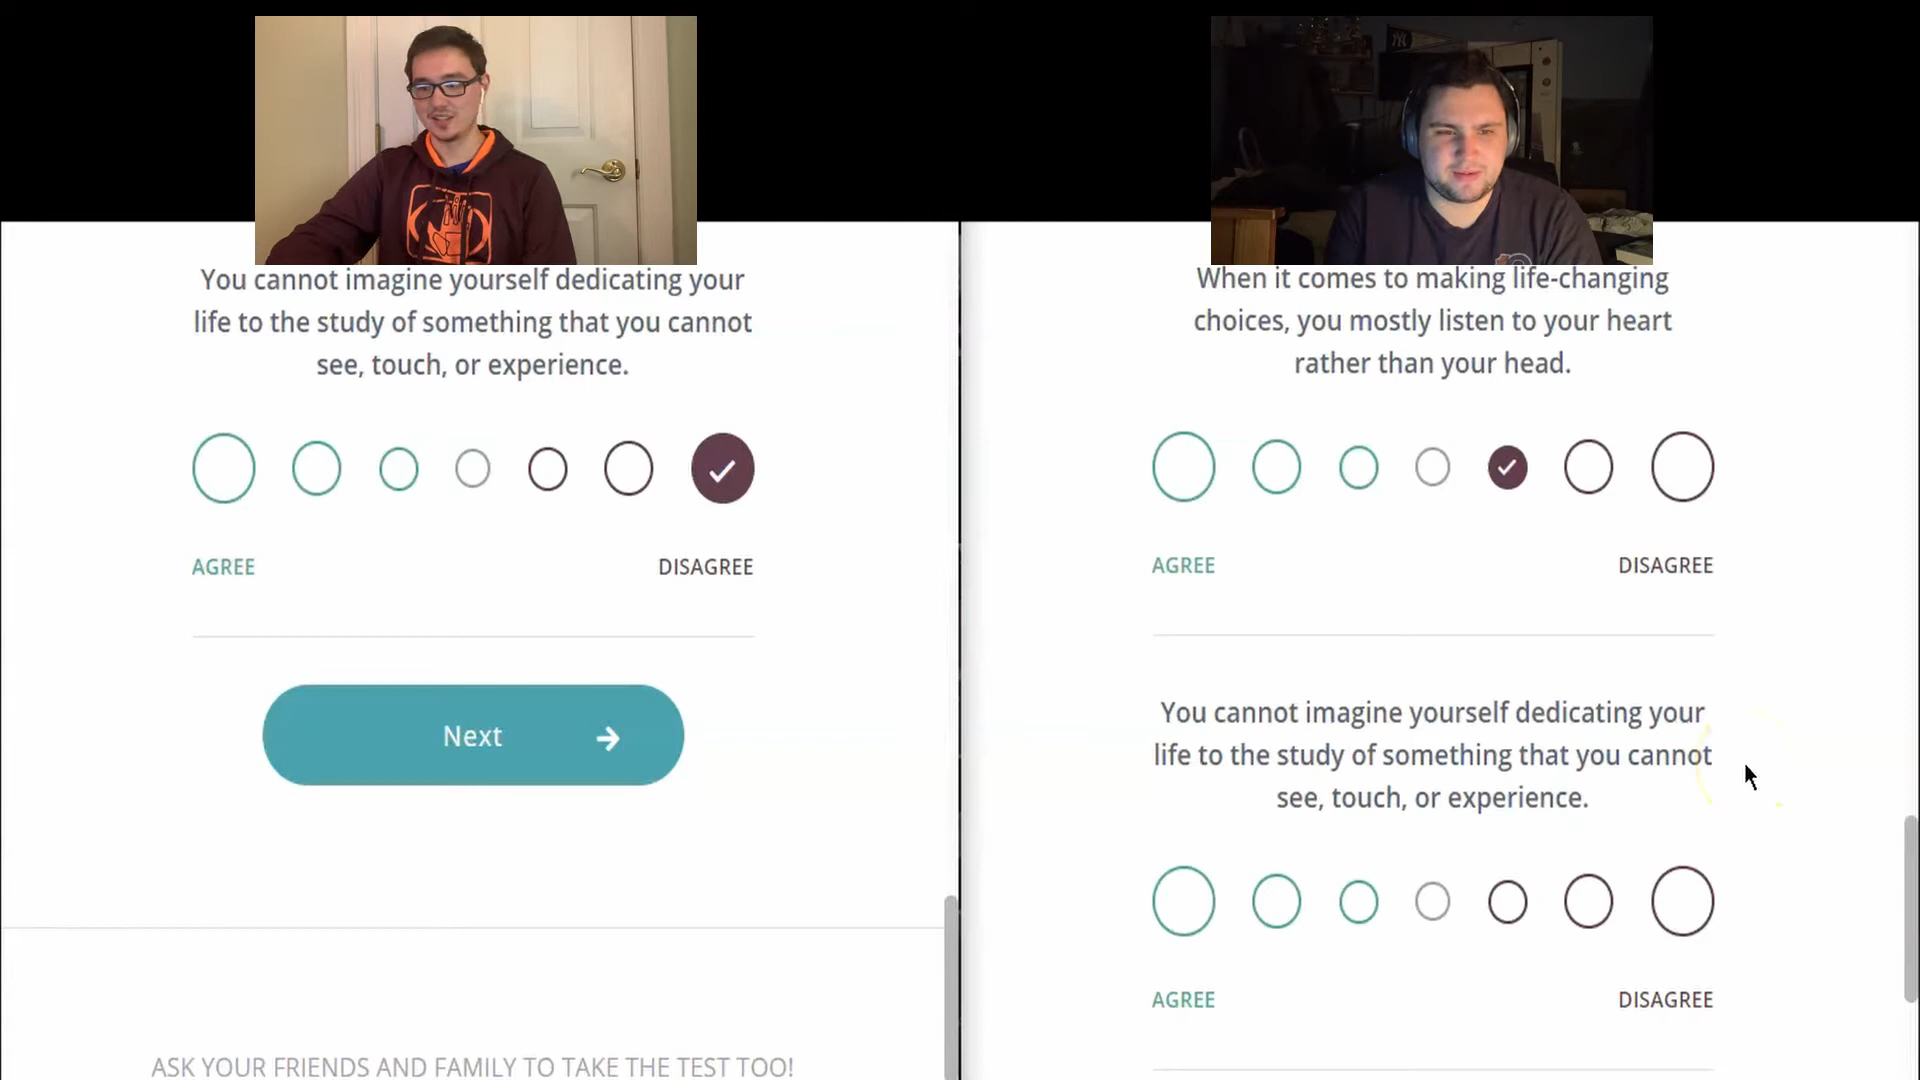 You cannot imagine yourself dedicating your
life to the study of something that you cannot
see, touch, or experience.
AGREE
DISAGREE
Next
ASK YOUR FRIENDS AND FAMILY TO TAKE THE TEST TOO!
When it comes to making life-changing
choices, you mostly listen to your heart
rather than your head.
AGREE
DISAGREE
You cannot imagine yourself dedicating your
life to the study of something that you cannot
see, touch, or experience.
AGREE
DISAGREE